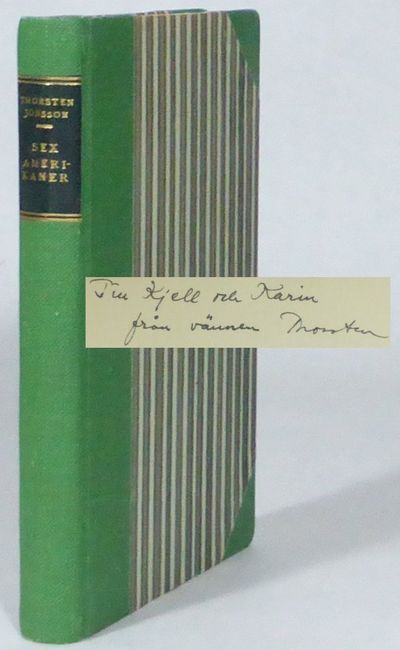 THORSTEN
JONSSON
SEX
AMERI-
KANER
Till Kjell och Karin
från vännen Thorsten